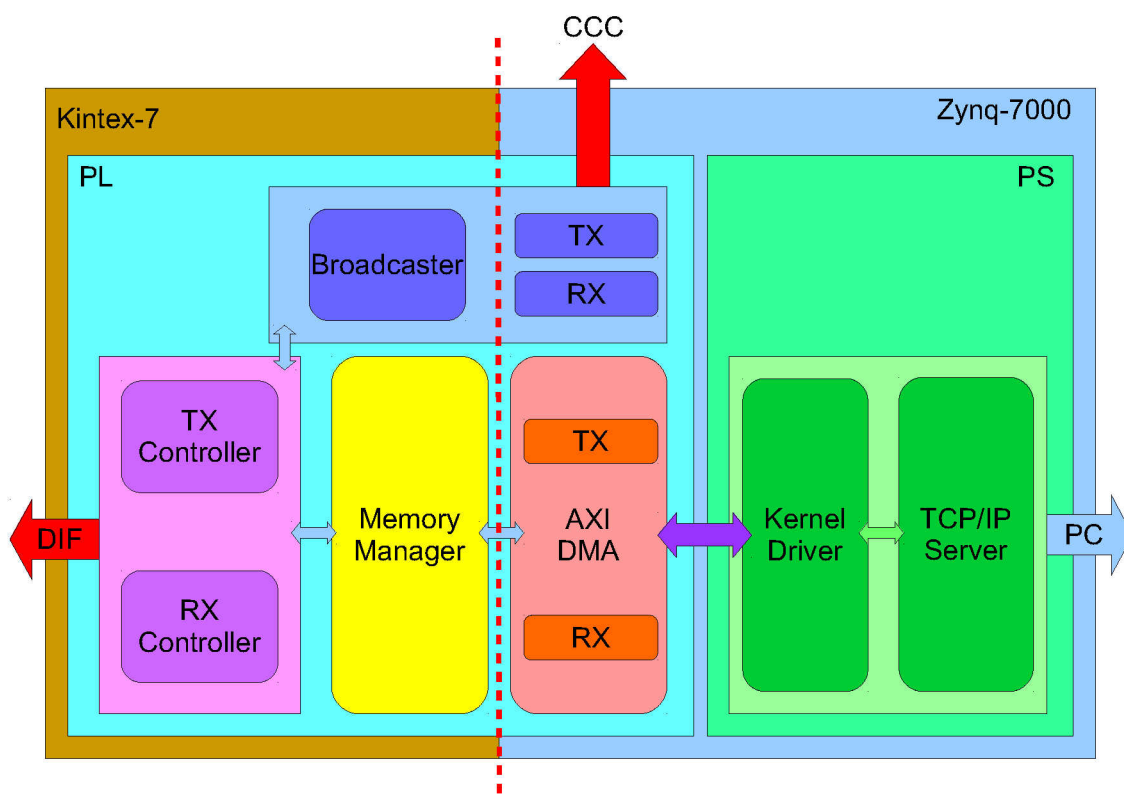 CCC
Kintex-7
Zynq-7000
PL
PS
Broadcaster
TX
RX
TX
Controller
RX
Controller
Memory
Manager
TX
AXI
DMA
RX
Kernel
Driver
TCP/IP
Server
DIF
PC